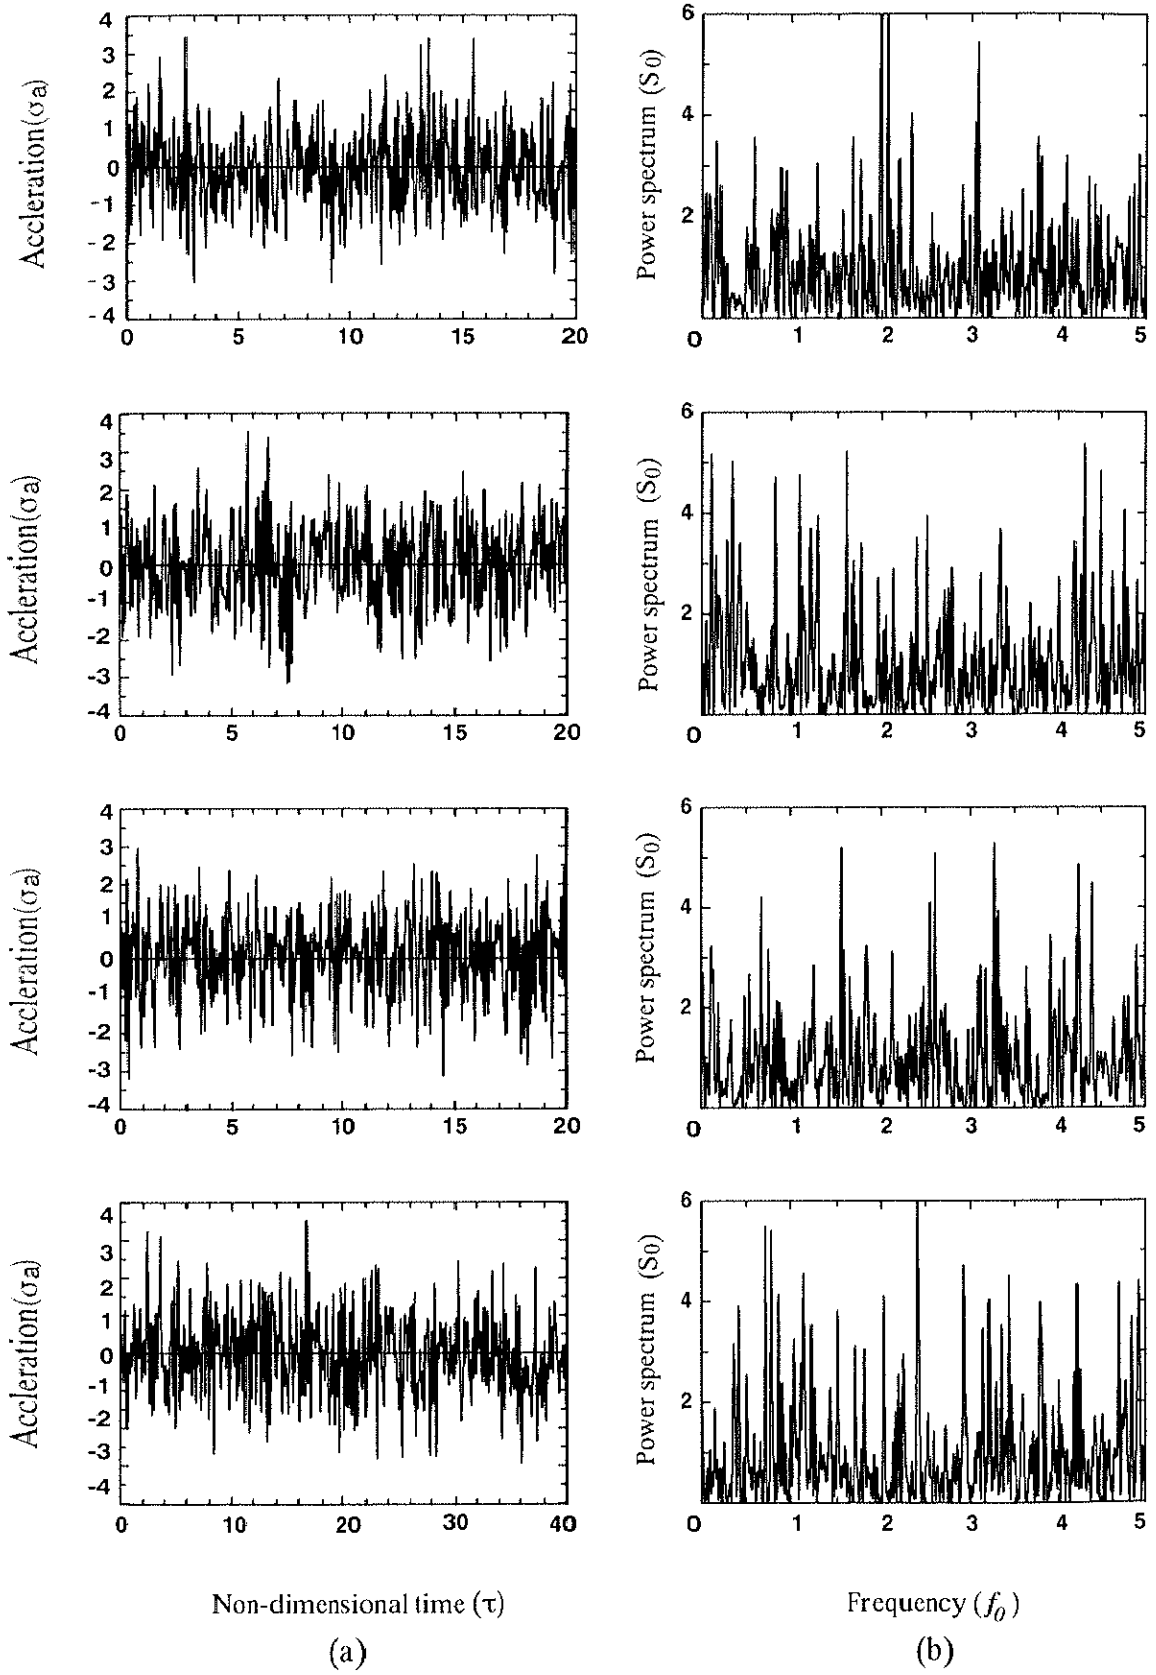 Accleration(σa)
4
3
2
1
0
-1
-2
-3
-4
0 5 10 15 20
Power spectrum (S0)
6
4
2
0 1 2 3 4 5
Accleration(σa)
4
3
2
1
0
-1
-2
-3
-4
0 5 10 15 20
Power spectrum (S0)
6
4
2
0 1 2 3 4 5
Accleration(σa)
4
3
2
1
0
-1
-2
-3
-4
0 5 10 15 20
Power spectrum (S0)
6
4
2
0 1 2 3 4 5
Accleration(σa)
4
3
2
1
0
-1
-2
-3
-4
0 10 20 30 40
Power spectrum (S0)
6
4
2
0 1 2 3 4 5
Non-dimensional time (τ)
Frequency (f0)
(a)
(b)